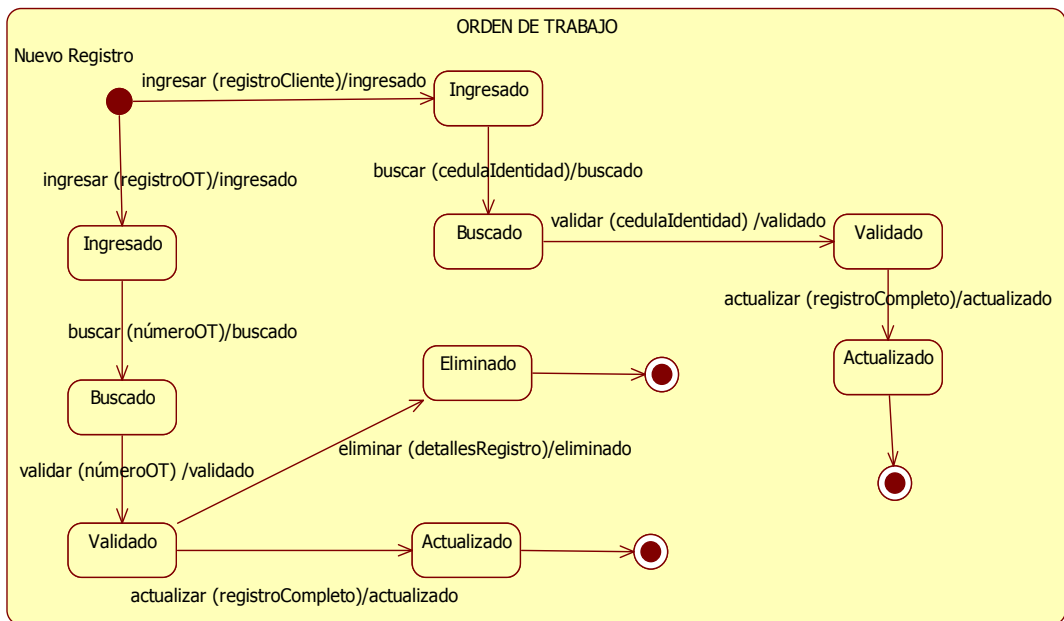 ORDEN DE TRABAJO
Nuevo Registro
ingresar (registroCliente)/ingresado
Ingresado
buscar (cedulaIdentidad)/buscado
ingresar (registroOT)/ingresado
Buscado
validar (cedulaIdentidad) /validado
Validado
Ingresado
actualizar (registroCompleto)/actualizado
buscar (númeroOT)/buscado
Eliminado
Actualizado
Buscado
eliminar (detallesRegistro)/eliminado
validar (númeroOT) /validado
Validado
Actualizado
actualizar (registroCompleto)/actualizado